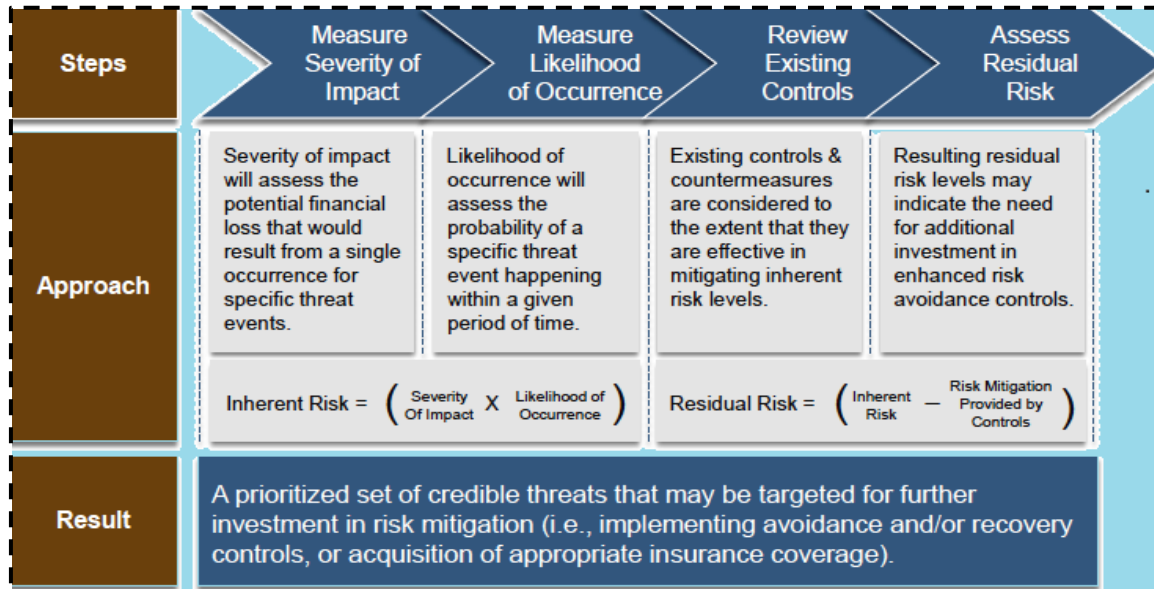 Steps
Measure
Severity of
Impact
Measure
Likelihood
of Occurrence
Review
Existing
Controls
Assess
Residual
Risk
Approach
Severity of impact
will assess the
potential financial
loss that would
result from a single
occurrence for
specific threat
events.
Likelihood of
occurrence will
assess the
probability of a
specific threat
event happening
within a given
period of time.
Existing controls &
countermeasures
are considered to
the extent that they
are effective in
mitigating inherent
risk levels.
Resulting residual
risk levels may
indicate the need
for additional
investment in
enhanced risk
avoidance controls.
Inherent Risk = ( Severity Of Impact X Likelihood of Occurrence )
Residual Risk = ( Inherent Risk − Risk Mitigation Provided by Controls )
Result
A prioritized set of credible threats that may be targeted for further
investment in risk mitigation (i.e., implementing avoidance and/or recovery
controls, or acquisition of appropriate insurance coverage).